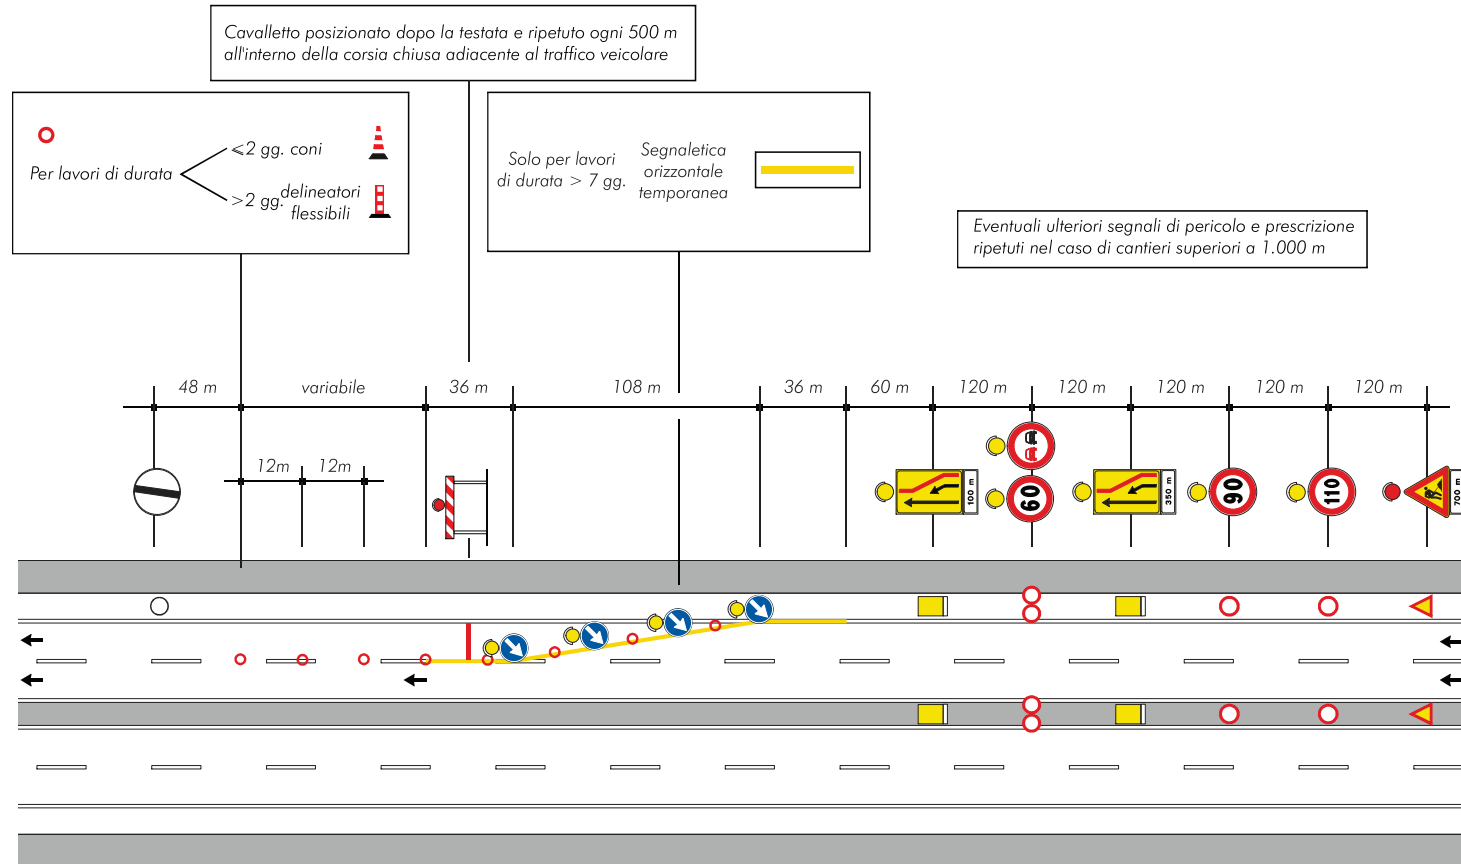 Cavalletto posizionato dopo la testata e ripetuto ogni 500 m
all'interno della corsia chiusa adiacente al traffico veicolare
Per lavori di durata
⩽2 gg. coni
>2 gg. delineatori
flessibili
Solo per lavori
di durata > 7 gg.
Segnaletica
orizzontale
temporanea
Eventuali ulteriori segnali di pericolo e prescrizione
ripetuti nel caso di cantieri superiori a 1.000 m
48 m variabile 36 m 108 m 36 m 60 m 120 m 120 m 120 m 120 m 120 m
12m 12m
100 m
60
350 m
90
110
700 m